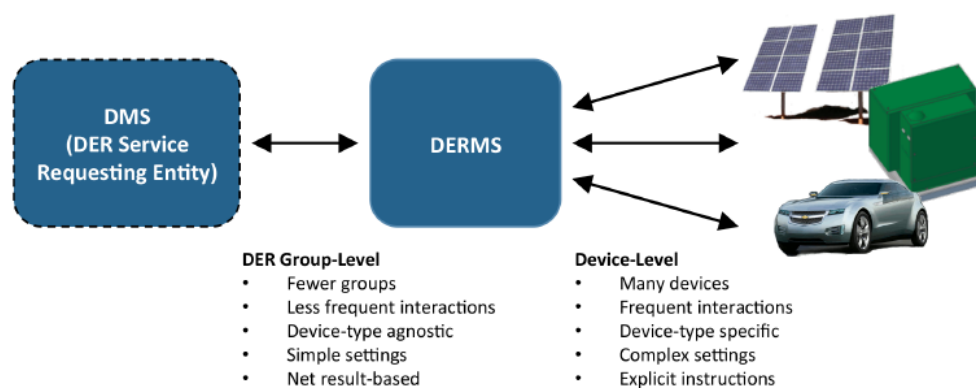 DMS
(DER Service
Requesting Entity)
DERMS
DER Group-Level
• Fewer groups
• Less frequent interactions
• Device-type agnostic
• Simple settings
• Net result-based
Device-Level
• Many devices
• Frequent interactions
• Device-type specific
• Complex settings
• Explicit instructions